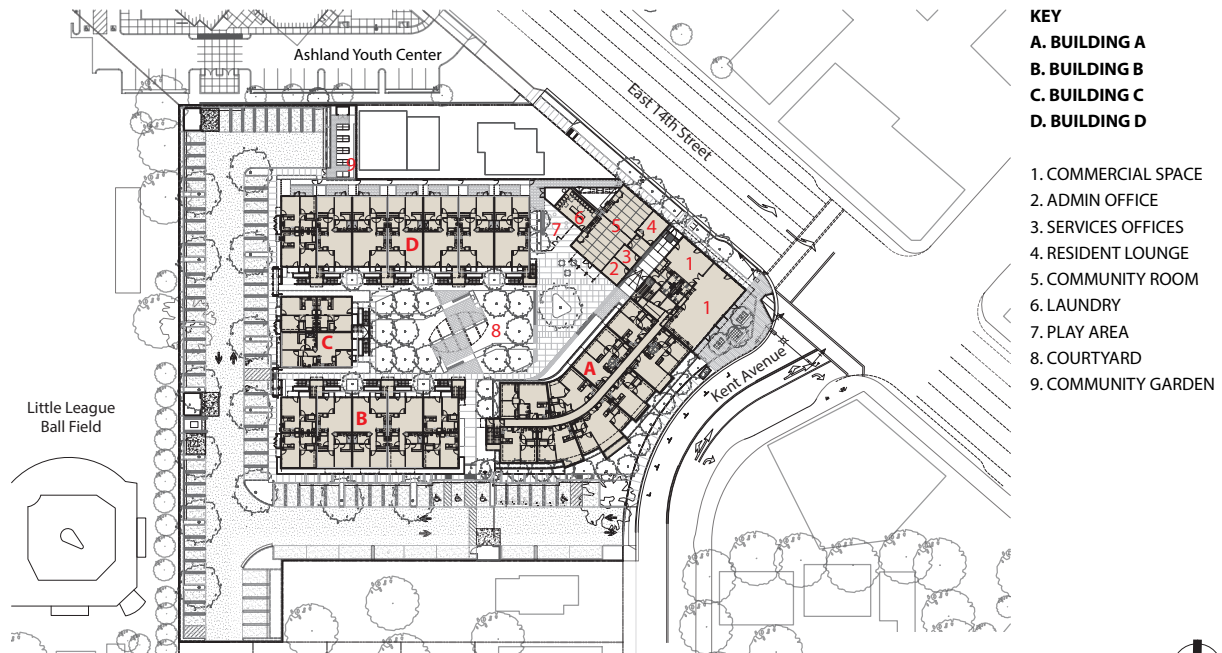 Ashland Youth Center
East 14th Street
Kent Avenue
Little League
Ball Field
9
D
7
6
5
4
3
2
1
1
8
C
A
B
KEY
A. BUILDING A
B. BUILDING B
C. BUILDING C
D. BUILDING D
1. COMMERCIAL SPACE
2. ADMIN OFFICE
3. SERVICES OFFICES
4. RESIDENT LOUNGE
5. COMMUNITY ROOM
6. LAUNDRY
7. PLAY AREA
8. COURTYARD
9. COMMUNITY GARDEN